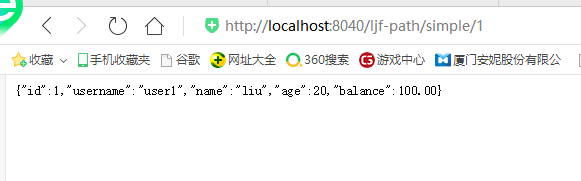 http://localhost:8040/ljf-path/simple/1
收藏 手机收藏夹 谷歌 网址大全 360搜索 游戏中心 厦门安妮股份有限公
{"id":1,"username":"user1","name":"liu","age":20,"balance":100.00}